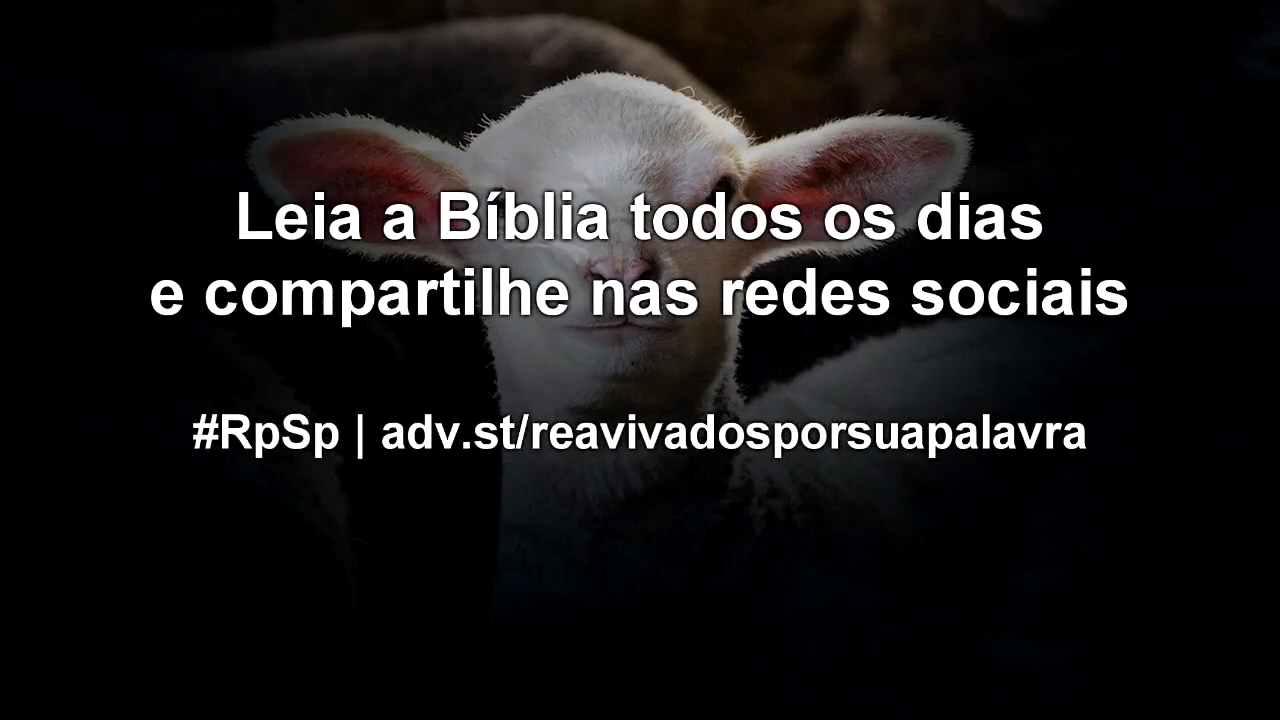 Leia a Bíblia todos os dias
e compartilhe nas redes sociais
#RpSp | adv.st/reavivadosporsuapalavra